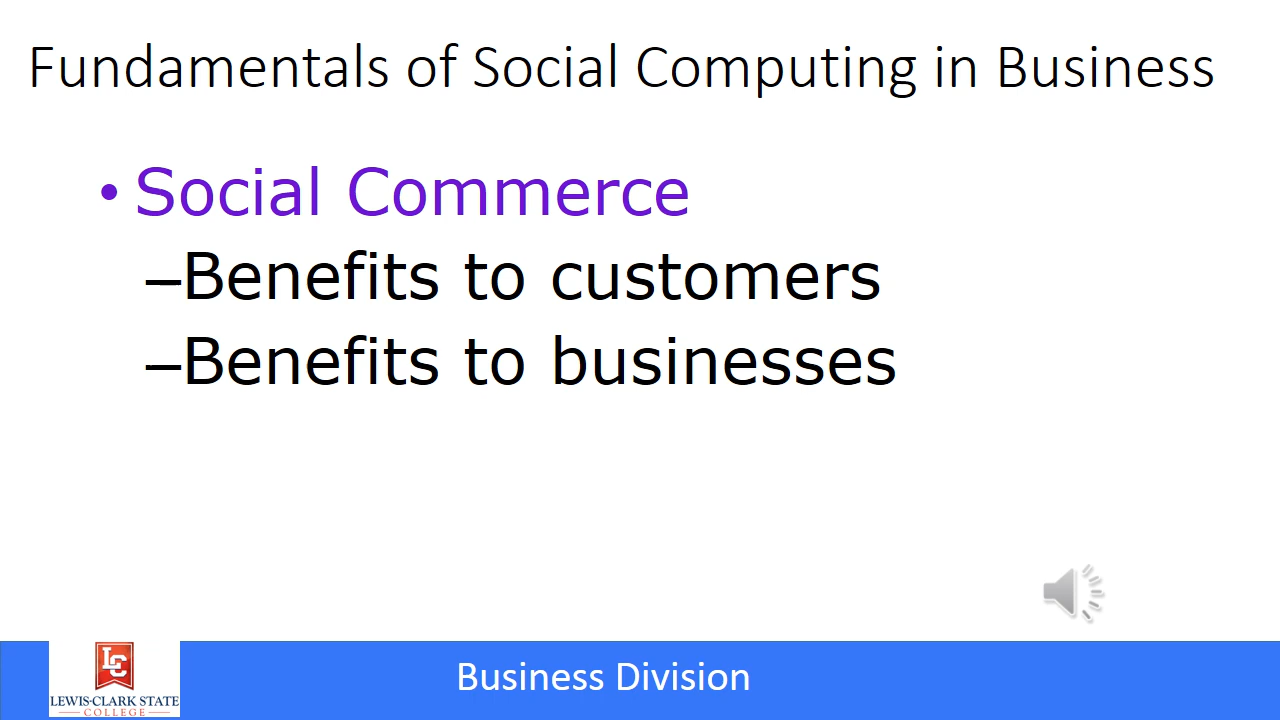 Fundamentals of Social Computing in Business
• Social Commerce
–Benefits to customers
–Benefits to businesses
LC
LEWIS-CLARK STATE
COLLEGE
Business Division